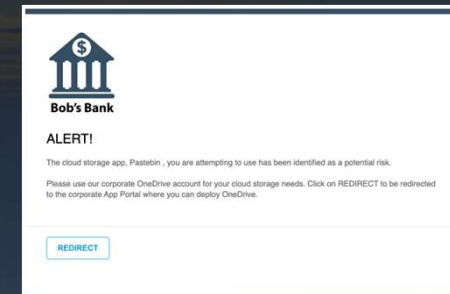 $
Bob's Bank
ALERT!
The cloud storage app, Pastebin , you are attempting to use has been identified as a potential risk.
Please use our corporate OneDrive account for your cloud storage needs. Click on REDIRECT to be redirected
to the corporate App Portal where you can deploy OneDrive.
REDIRECT